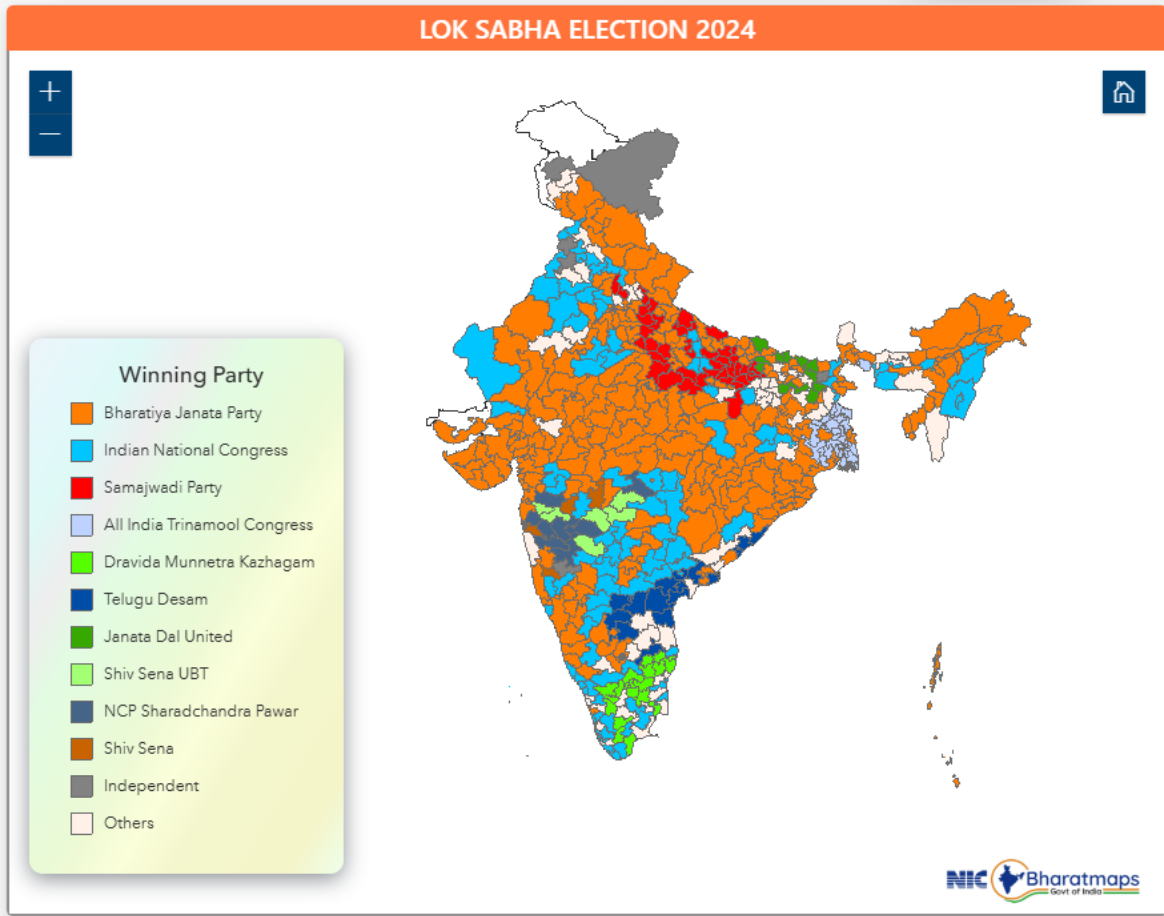 LOK SABHA ELECTION 2024
+
−
Winning Party
Bharatiya Janata Party
Indian National Congress
Samajwadi Party
All India Trinamool Congress
Dravida Munnetra Kazhagam
Telugu Desam
Janata Dal United
Shiv Sena UBT
NCP Sharadchandra Pawar
Shiv Sena
Independent
Others
NIC Bharatmaps
Govt of India